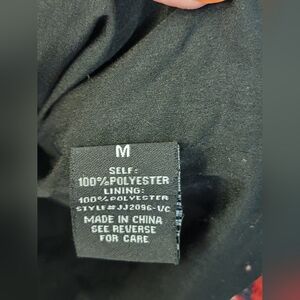 M
SELF:
100%POLYESTER
LINING:
100%POLYESTER
STYLE#JJ2096-VC
MADE IN CHINA
SEE REVERSE
FOR CARE